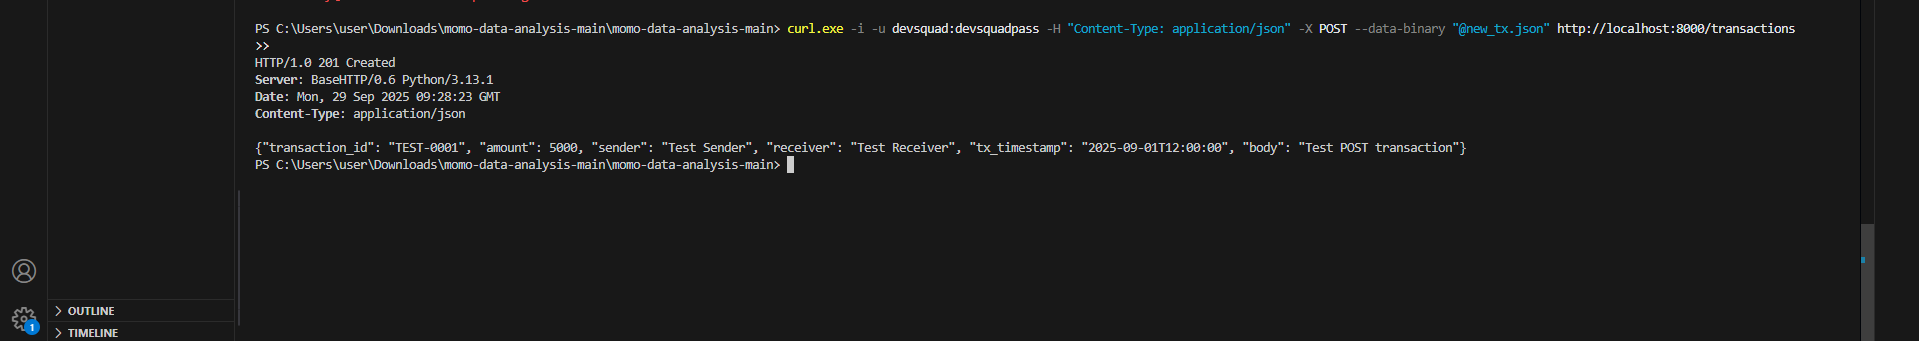 PS C:\Users\user\Downloads\momo-data-analysis-main\momo-data-analysis-main> curl.exe -i -u devsquad:devsquadpass -H "Content-Type: application/json" -X POST --data-binary "@new_tx.json" http://localhost:8000/transactions
>>
HTTP/1.0 201 Created
Server: BaseHTTP/0.6 Python/3.13.1
Date: Mon, 29 Sep 2025 09:28:23 GMT
Content-Type: application/json
{"transaction_id": "TEST-0001", "amount": 5000, "sender": "Test Sender", "receiver": "Test Receiver", "tx_timestamp": "2025-09-01T12:00:00", "body": "Test POST transaction"}
PS C:\Users\user\Downloads\momo-data-analysis-main\momo-data-analysis-main>
1
OUTLINE
TIMELINE